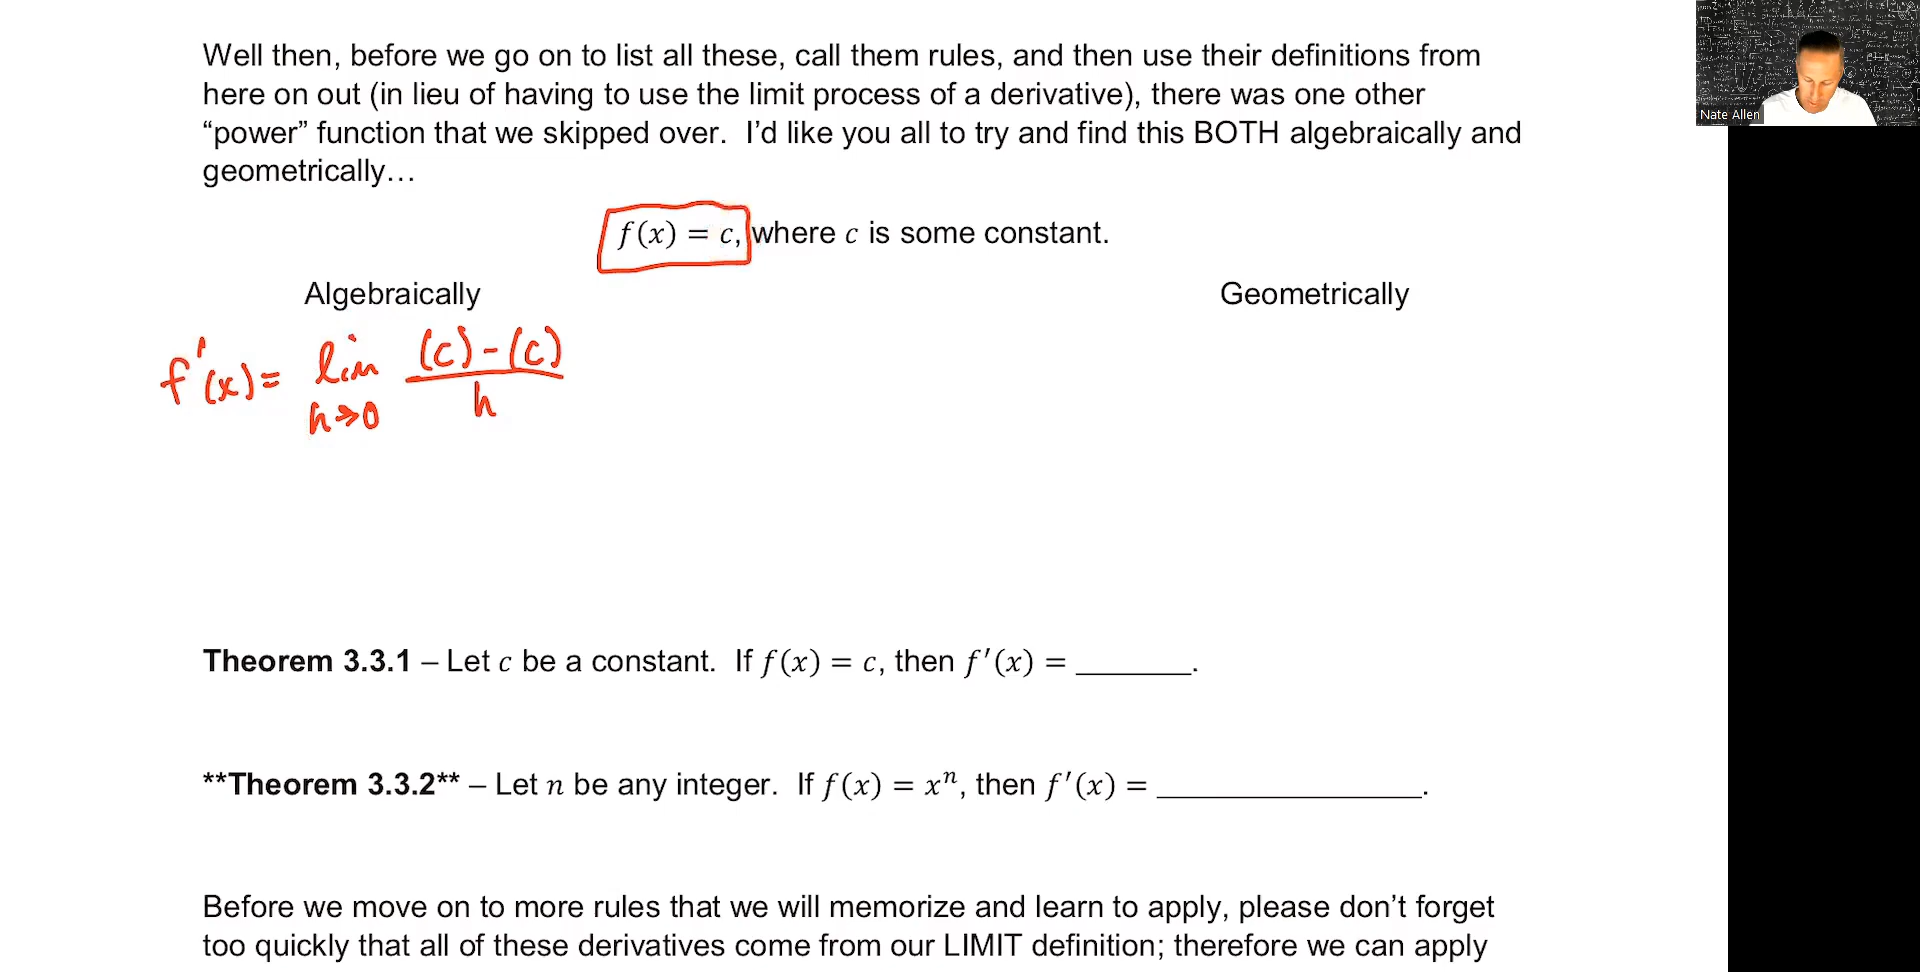 Well then, before we go on to list all these, call them rules, and then use their definitions from
here on out (in lieu of having to use the limit process of a derivative), there was one other
“power” function that we skipped over.  I’d like you all to try and find this BOTH algebraically and
geometrically…
f(x) = c, where c is some constant.
Algebraically
Geometrically
f'(x) = lim h→0 (c)-(c) / h
Theorem 3.3.1 – Let c be a constant.  If f(x) = c, then f′(x) = _______.
**Theorem 3.3.2** – Let n be any integer.  If f(x) = xⁿ, then f′(x) = ________________.
Before we move on to more rules that we will memorize and learn to apply, please don’t forget
too quickly that all of these derivatives come from our LIMIT definition; therefore we can apply
Nate Allen